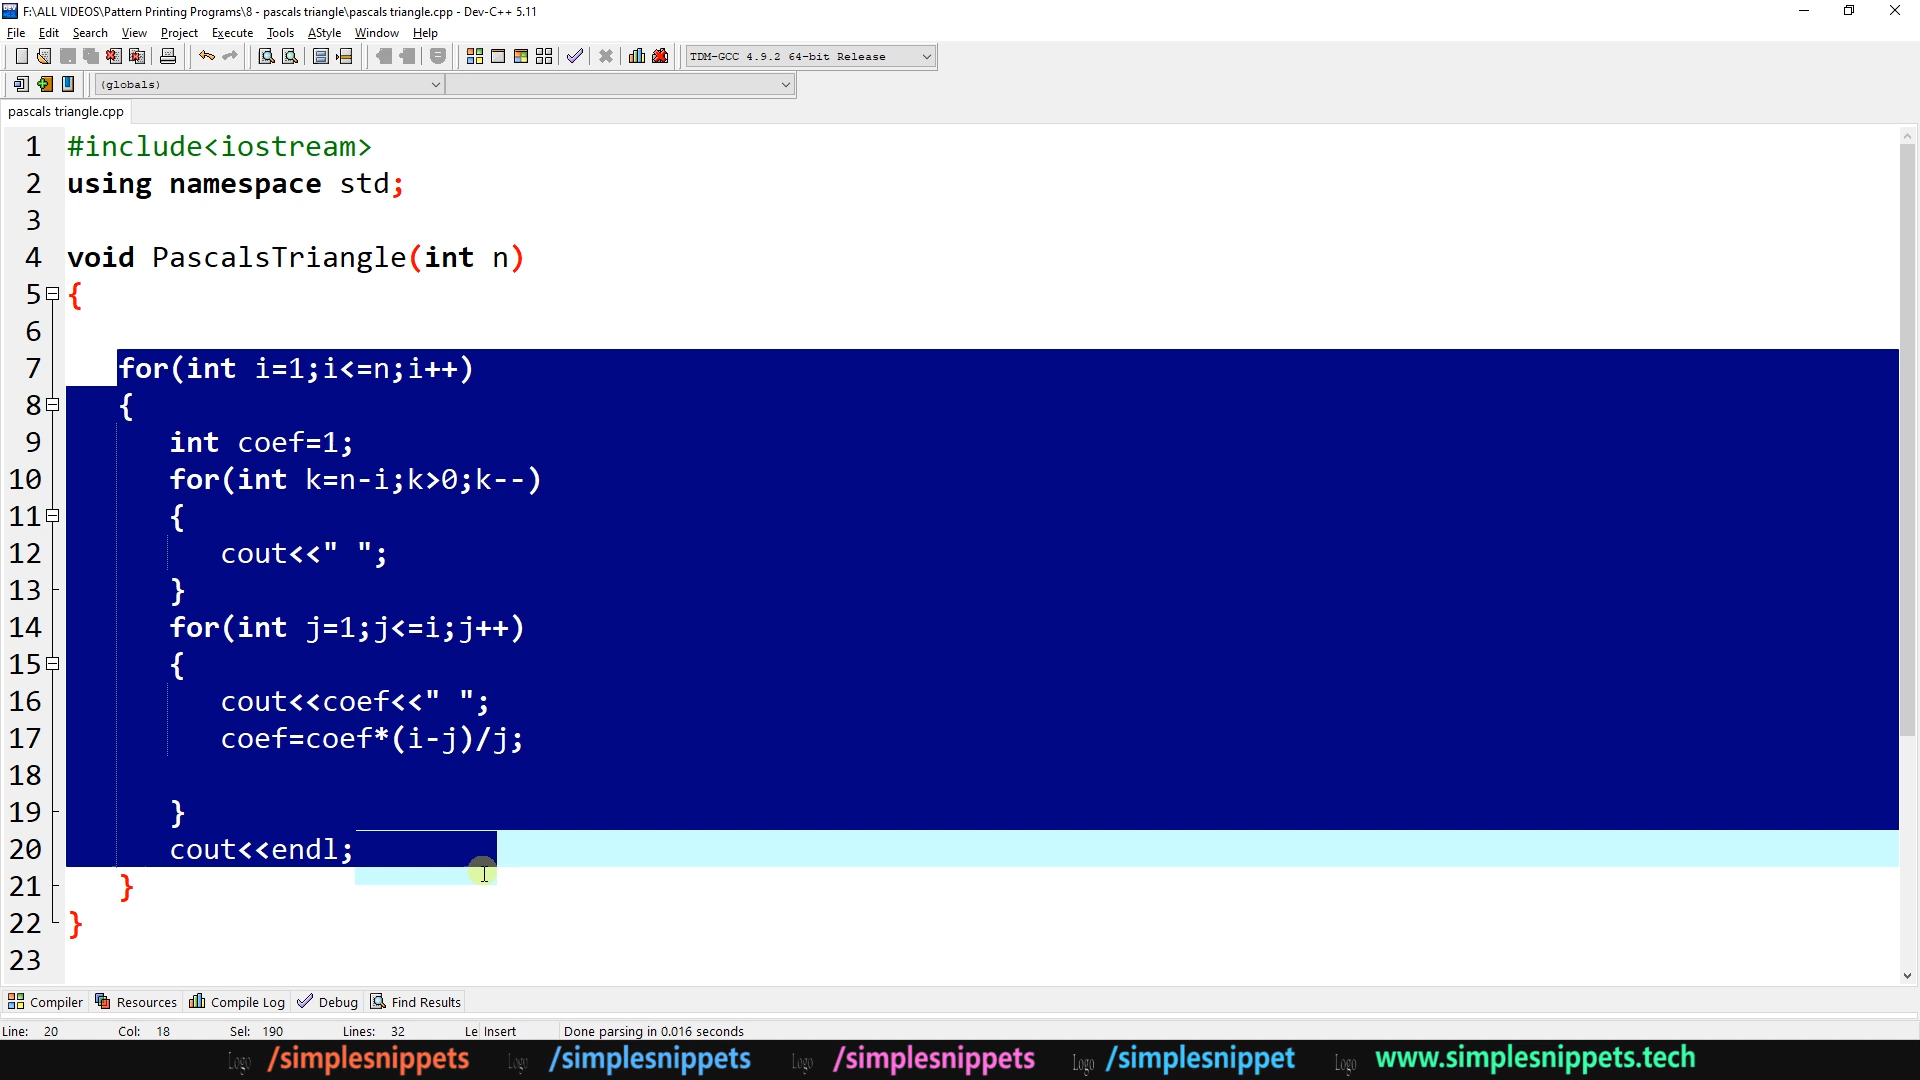 F:\ALL VIDEOS\Pattern Printing Programs\8 - pascals triangle\pascals triangle.cpp - Dev-C++ 5.11
File Edit Search View Project Execute Tools AStyle Window Help
TDM-GCC 4.9.2 64-bit Release
(globals)
pascals triangle.cpp
1 #include<iostream>
2 using namespace std;
3
4 void PascalsTriangle(int n)
5 {
6
7 for(int i=1;i<=n;i++)
8 {
9 int coef=1;
10 for(int k=n-i;k>0;k--)
11 {
12 cout<<" ";
13 }
14 for(int j=1;j<=i;j++)
15 {
16 cout<<coef<<" ";
17 coef=coef*(i-j)/j;
18
19 }
20 cout<<endl;
21 }
22 }
23
Compiler Resources Compile Log Debug Find Results
Line: 20 Col: 18 Sel: 190 Lines: 32 Le Insert Done parsing in 0.016 seconds
Logo /simplesnippets Logo /simplesnippets Logo /simplesnippets Logo /simplesnippet Logo www.simplesnippets.tech